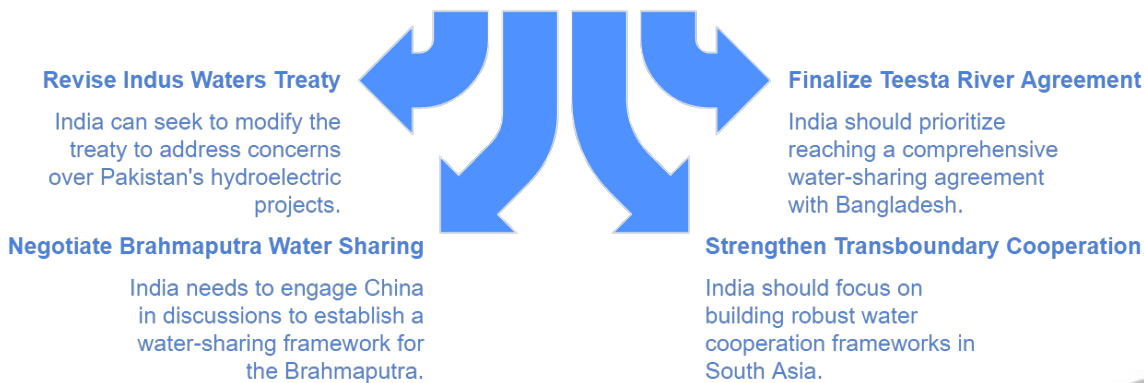 Revise Indus Waters Treaty
India can seek to modify the
treaty to address concerns
over Pakistan's hydroelectric
projects.
Finalize Teesta River Agreement
India should prioritize
reaching a comprehensive
water-sharing agreement
with Bangladesh.
Negotiate Brahmaputra Water Sharing
India needs to engage China
in discussions to establish a
water-sharing framework for
the Brahmaputra.
Strengthen Transboundary Cooperation
India should focus on
building robust water
cooperation frameworks in
South Asia.